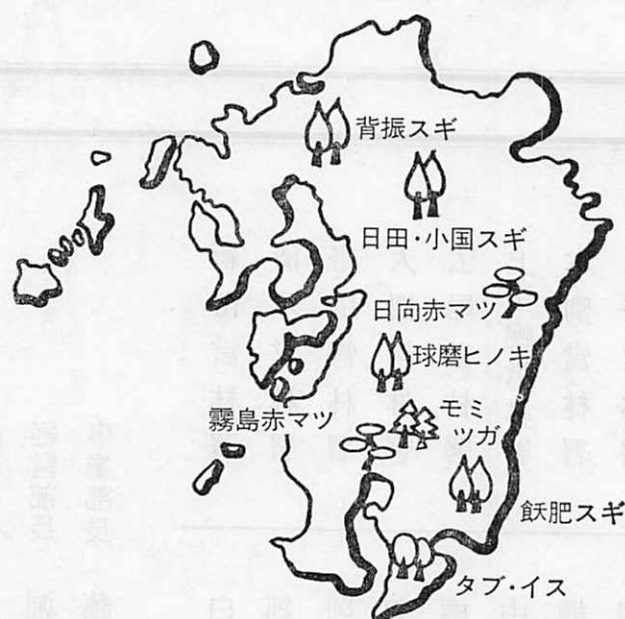 背振スギ
日田・小国スギ
日向赤マツ
球磨ヒノキ
霧島赤マツ
モミ
ツガ
飫肥スギ
タブ・イス